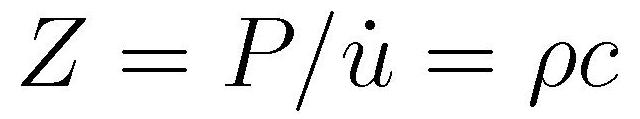 Z = P/u̇ = ρc